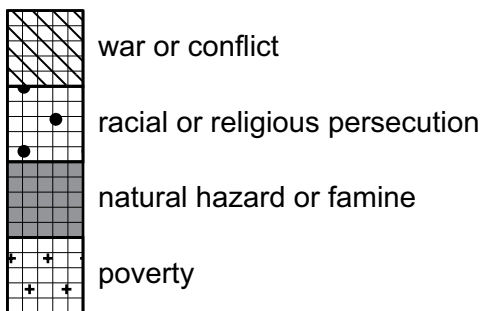 war or conflict
racial or religious persecution
natural hazard or famine
poverty